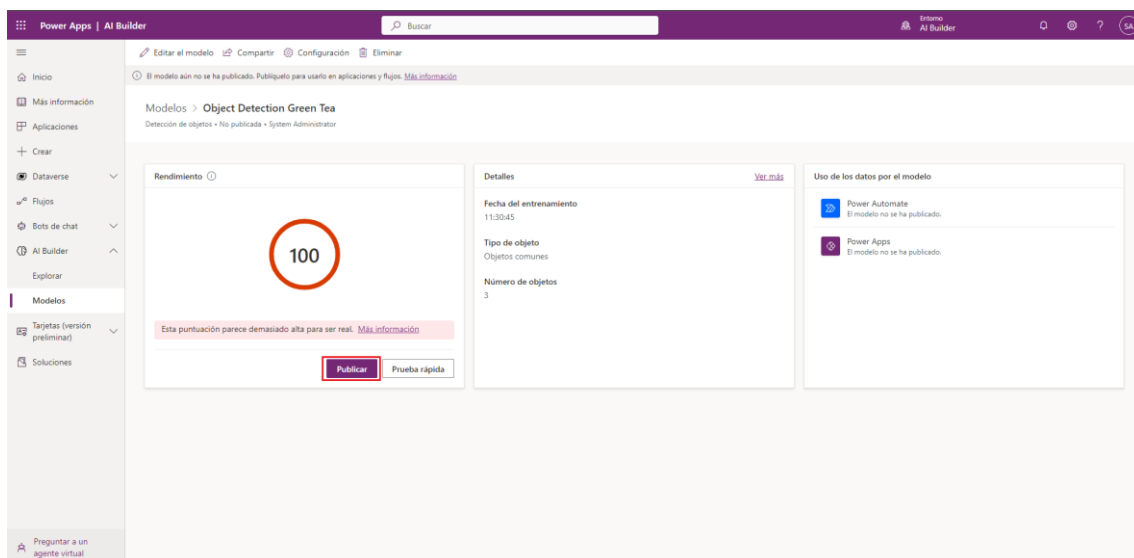 Power Apps | AI Builder
Buscar
Entorno
AI Builder
?
SA
Editar el modelo
Compartir
Configuración
Eliminar
El modelo aún no se ha publicado. Publíquelo para usarlo en aplicaciones y flujos. Más información
Inicio
Más información
Aplicaciones
Crear
Dataverse
Flujos
Bots de chat
AI Builder
Explorar
Modelos
Tarjetas (versión
preliminar)
Soluciones
Preguntar a un
agente virtual
Modelos > Object Detection Green Tea
Detección de objetos • No publicada • System Administrator
Rendimiento
100
Esta puntuación parece demasiado alta para ser real. Más información
Publicar
Prueba rápida
Detalles
Ver más
Fecha del entrenamiento
11:30:45
Tipo de objeto
Objetos comunes
Número de objetos
3
Uso de los datos por el modelo
Power Automate
El modelo no se ha publicado.
Power Apps
El modelo no se ha publicado.